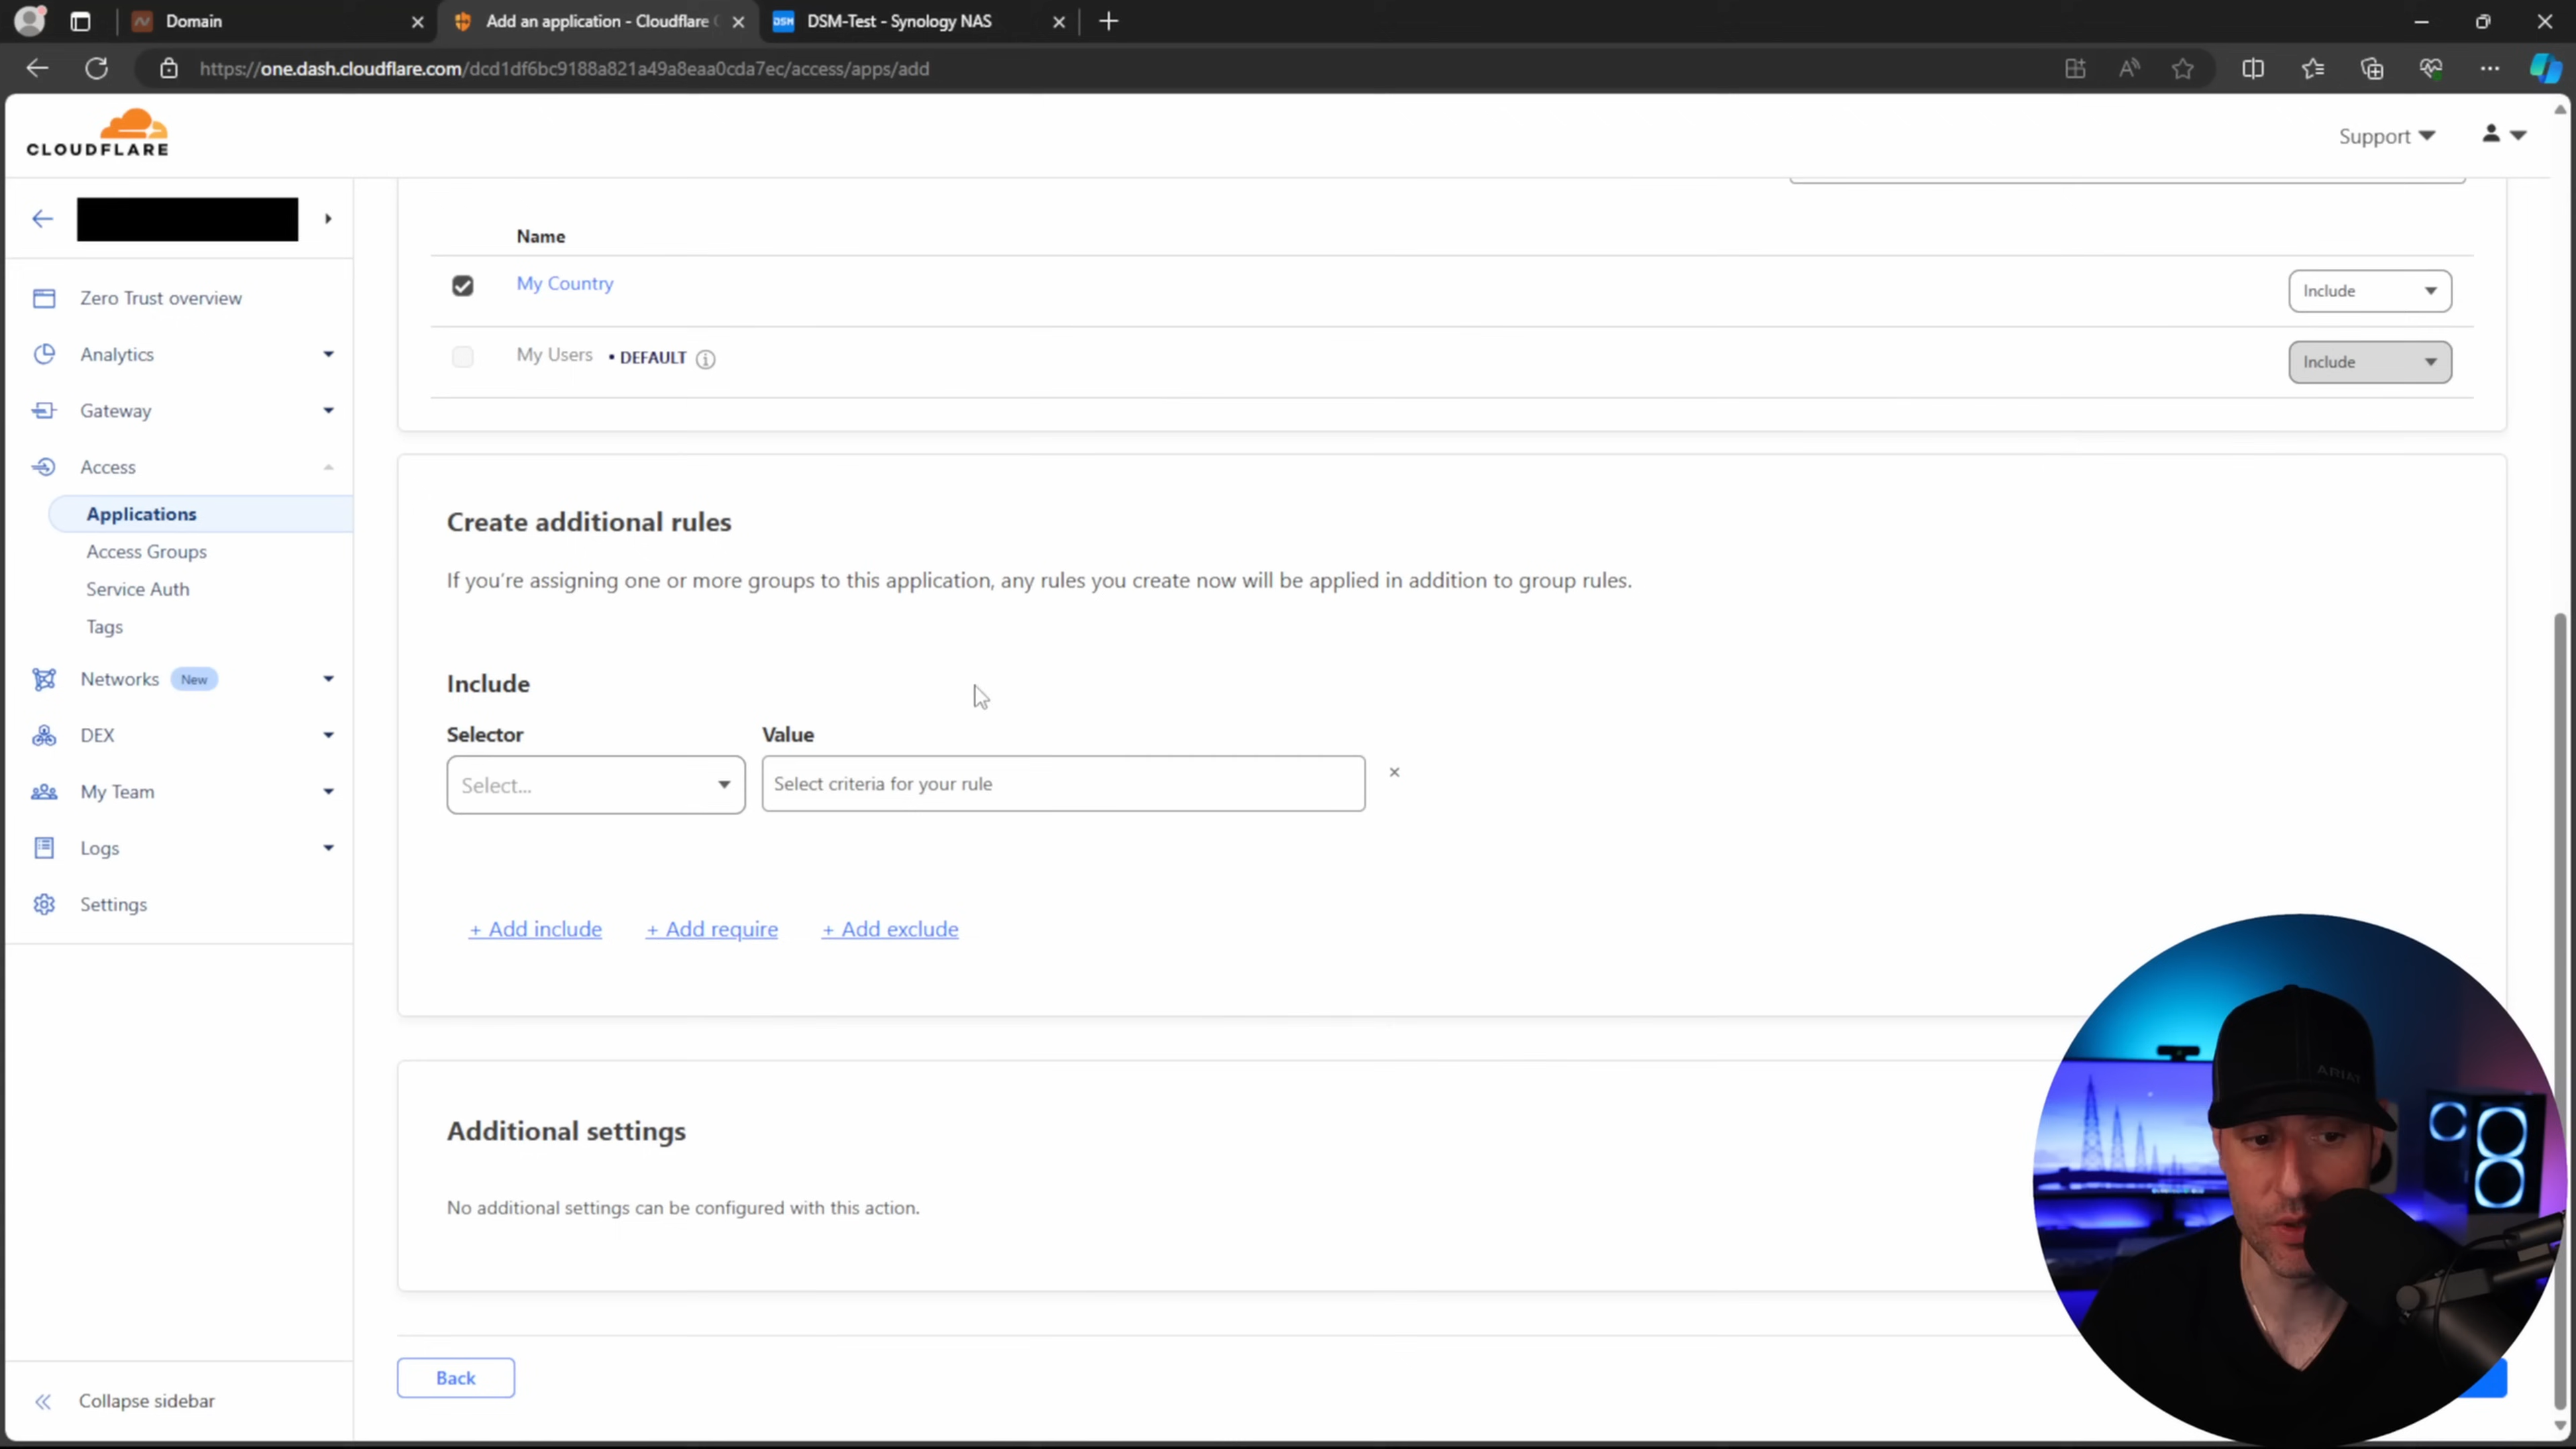 Domain
Add an application - Cloudflare
DSM-Test - Synology NAS
https://one.dash.cloudflare.com/dcd1df6bc9188a821a49a8eaa0cda7ec/access/apps/add
CLOUDFLARE
Support
Zero Trust overview
Analytics
Gateway
Access
Applications
Access Groups
Service Auth
Tags
Networks New
DEX
My Team
Logs
Settings
Collapse sidebar
Name
My Country
Include
My Users • DEFAULT
Include
Create additional rules
If you're assigning one or more groups to this application, any rules you create now will be applied in addition to group rules.
Include
Selector
Value
Select...
Select criteria for your rule
+ Add include
+ Add require
+ Add exclude
Additional settings
No additional settings can be configured with this action.
Back
ARIAT